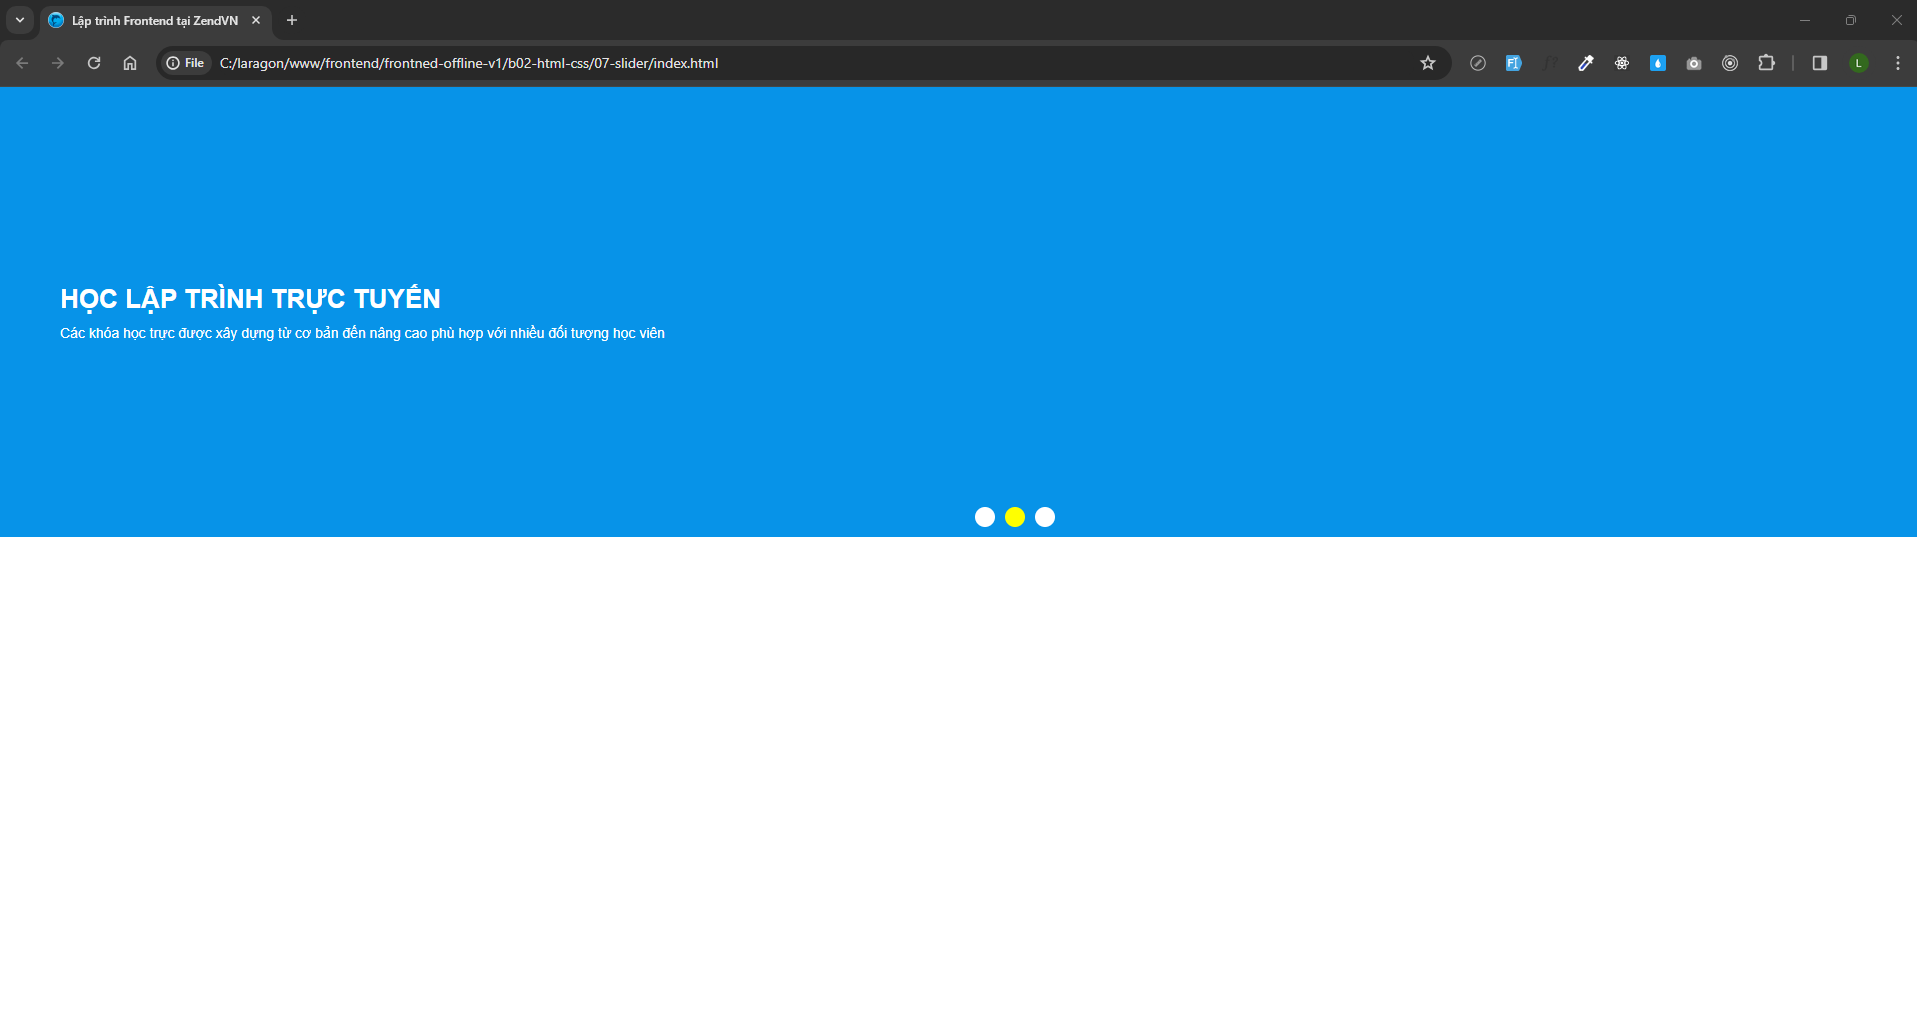 Lập trình Frontend tại ZendVN
File C:/laragon/www/frontend/frontned-offline-v1/b02-html-css/07-slider/index.html
L
HỌC LẬP TRÌNH TRỰC TUYẾN
Các khóa học trực được xây dựng từ cơ bản đến nâng cao phù hợp với nhiều đối tượng học viên